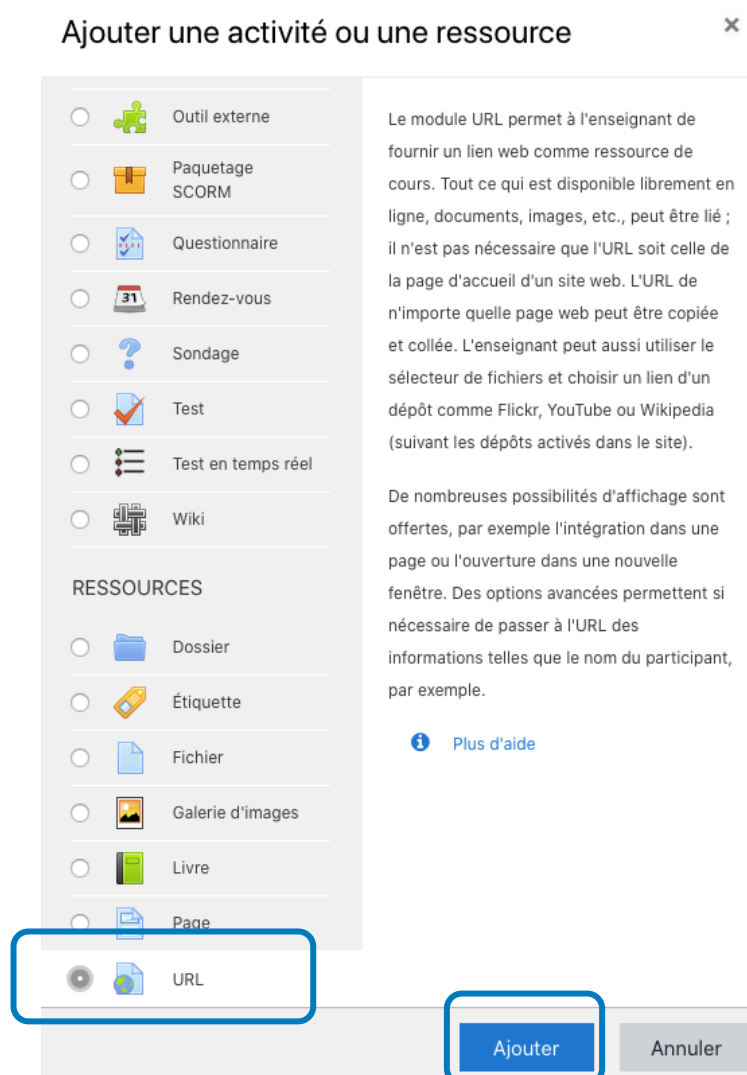 Ajouter une activité ou une ressource
×
Outil externe
Paquetage
SCORM
Questionnaire
31
Rendez-vous
Sondage
Test
Test en temps réel
Wiki
RESSOURCES
Dossier
Étiquette
Fichier
Galerie d'images
Livre
Page
URL
Le module URL permet à l'enseignant de
fournir un lien web comme ressource de
cours. Tout ce qui est disponible librement en
ligne, documents, images, etc., peut être lié ;
il n'est pas nécessaire que l'URL soit celle de
la page d'accueil d'un site web. L'URL de
n'importe quelle page web peut être copiée
et collée. L'enseignant peut aussi utiliser le
sélecteur de fichiers et choisir un lien d'un
dépôt comme Flickr, YouTube ou Wikipedia
(suivant les dépôts activés dans le site).
De nombreuses possibilités d'affichage sont
offertes, par exemple l'intégration dans une
page ou l'ouverture dans une nouvelle
fenêtre. Des options avancées permettent si
nécessaire de passer à l'URL des
informations telles que le nom du participant,
par exemple.
Plus d'aide
Ajouter
Annuler